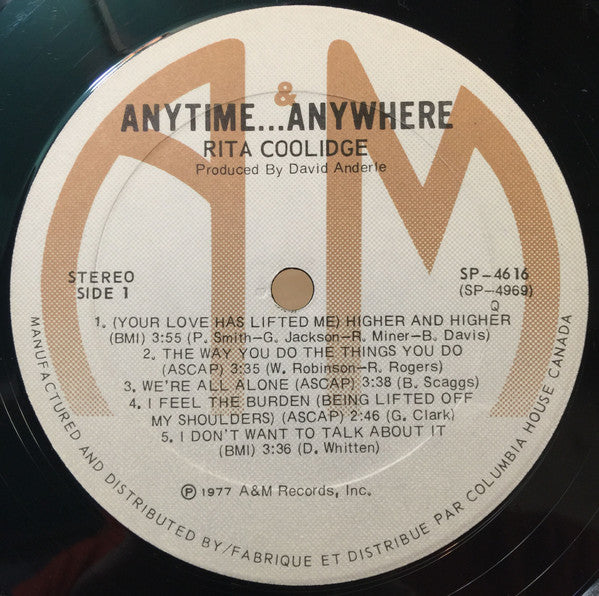 A&M
ANYTIME...ANYWHERE
RITA COOLIDGE
Produced By David Anderle
STEREO
SIDE 1
SP-4616
(SP-4969)
Q
1. (YOUR LOVE HAS LIFTED ME) HIGHER AND HIGHER
(BMI) 3:55 (P. Smith-G. Jackson-R. Miner-B. Davis)
2. THE WAY YOU DO THE THINGS YOU DO
(ASCAP) 3:35 (W. Robinson-R. Rogers)
3. WE'RE ALL ALONE (ASCAP) 3:38 (B. Scaggs)
4. I FEEL THE BURDEN (BEING LIFTED OFF
MY SHOULDERS) (ASCAP) 2:46 (G. Clark)
5. I DON'T WANT TO TALK ABOUT IT
(BMI) 3:36 (D. Whitten)
℗ 1977 A&M Records, Inc.
MANUFACTURED AND DISTRIBUTED BY/FABRIQUE ET DISTRIBUE PAR COLUMBIA HOUSE CANADA